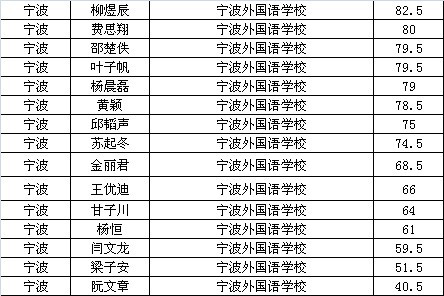 宁波 柳煜辰 宁波外国语学校 82.5
宁波 费思翔 宁波外国语学校 80
宁波 邵楚佚 宁波外国语学校 79.5
宁波 叶子帆 宁波外国语学校 79.5
宁波 杨晨磊 宁波外国语学校 79
宁波 黄颖 宁波外国语学校 78.5
宁波 邱韬声 宁波外国语学校 75
宁波 苏起冬 宁波外国语学校 74.5
宁波 金丽君 宁波外国语学校 68.5
宁波 王优迪 宁波外国语学校 66
宁波 甘子川 宁波外国语学校 64
宁波 杨恒 宁波外国语学校 61
宁波 闫文龙 宁波外国语学校 59.5
宁波 梁子安 宁波外国语学校 51.5
宁波 阮文章 宁波外国语学校 40.5